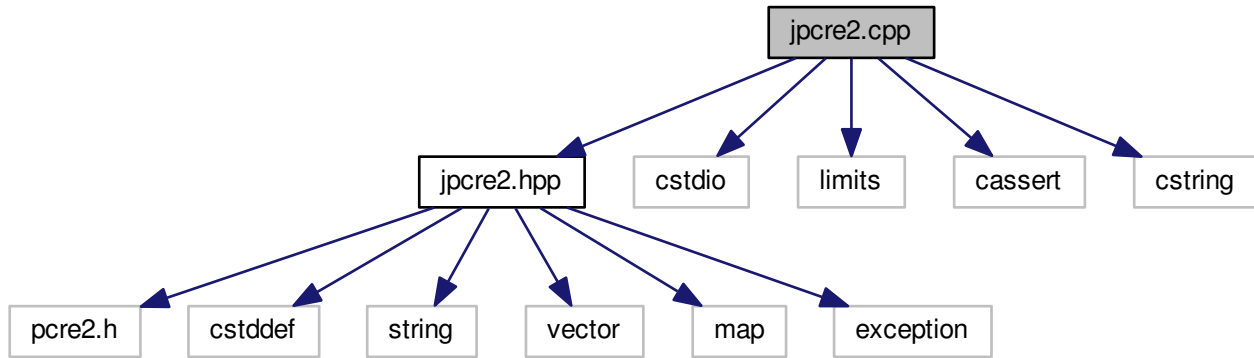 jpcre2.cpp
jpcre2.hpp
cstdio
limits
cassert
cstring
pcre2.h
cstddef
string
vector
map
exception